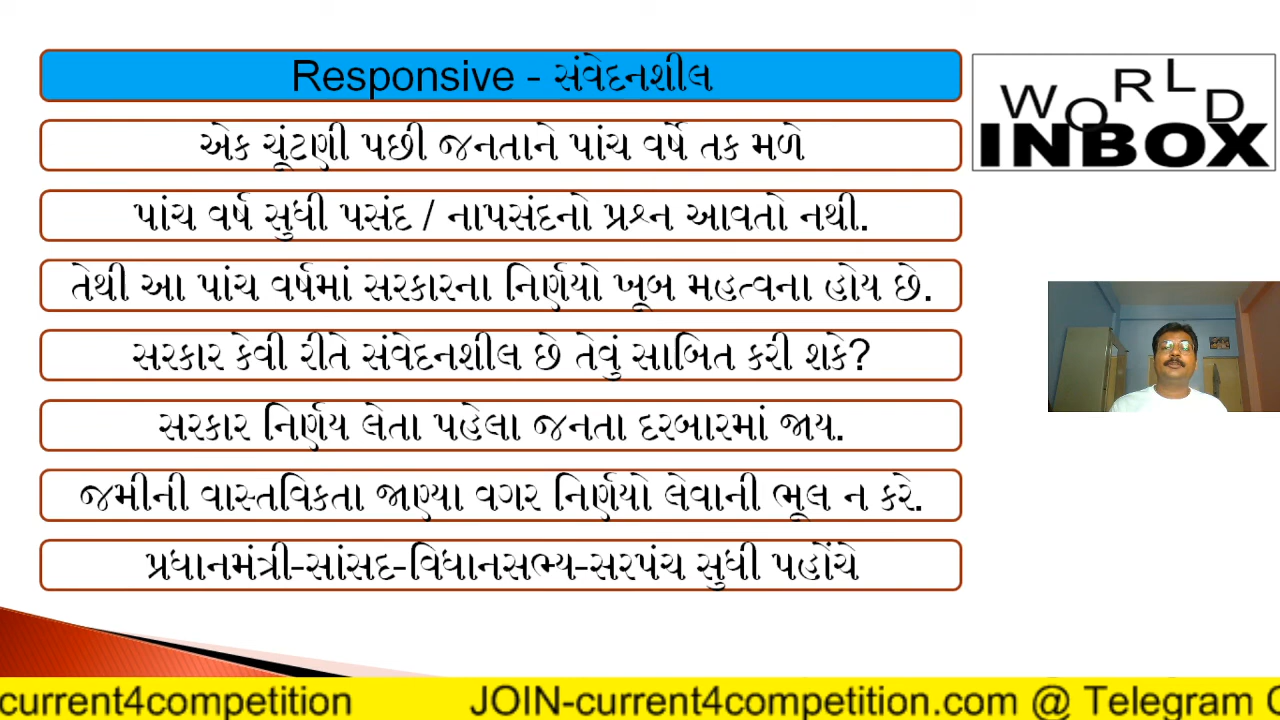 Responsive - સંવેદનશીલ
એક ચૂંટણી પછી જનતાને પાંચ વર્ષે તક મળે
પાંચ વર્ષ સુધી પસંદ / નાપસંદનો પ્રશ્ન આવતો નથી.
તેથી આ પાંચ વર્ષમાં સરકારના નિર્ણયો ખૂબ મહત્વના હોય છે.
સરકાર કેવી રીતે સંવેદનશીલ છે તેવું સાબિત કરી શકે?
સરકાર નિર્ણય લેતા પહેલા જનતા દરબારમાં જાય.
જમીની વાસ્તવિકતા જાણ્યા વગર નિર્ણયો લેવાની ભૂલ ન કરે.
પ્રધાનમંત્રી-સાંસદ-વિધાનસભ્ય-સરપંચ સુધી પહોંચે
WORLD
INBOX
current4competition JOIN-current4competition.com @ Telegram C